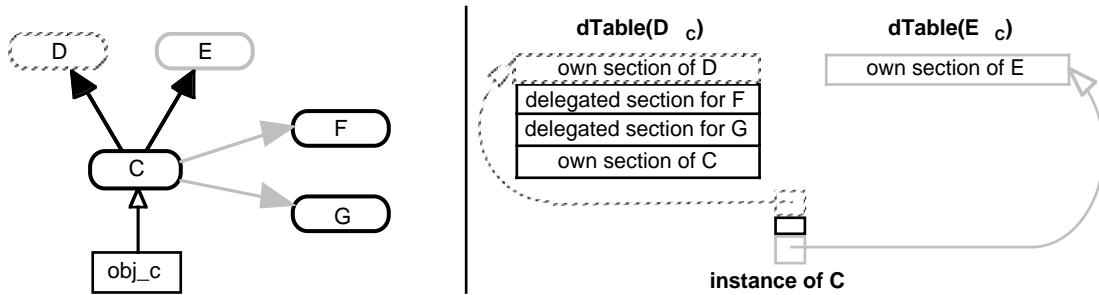 D
E
F
C
G
obj_c
dTable(D c)
dTable(E c)
own section of D
own section of E
delegated section for F
delegated section for G
own section of C
instance of C